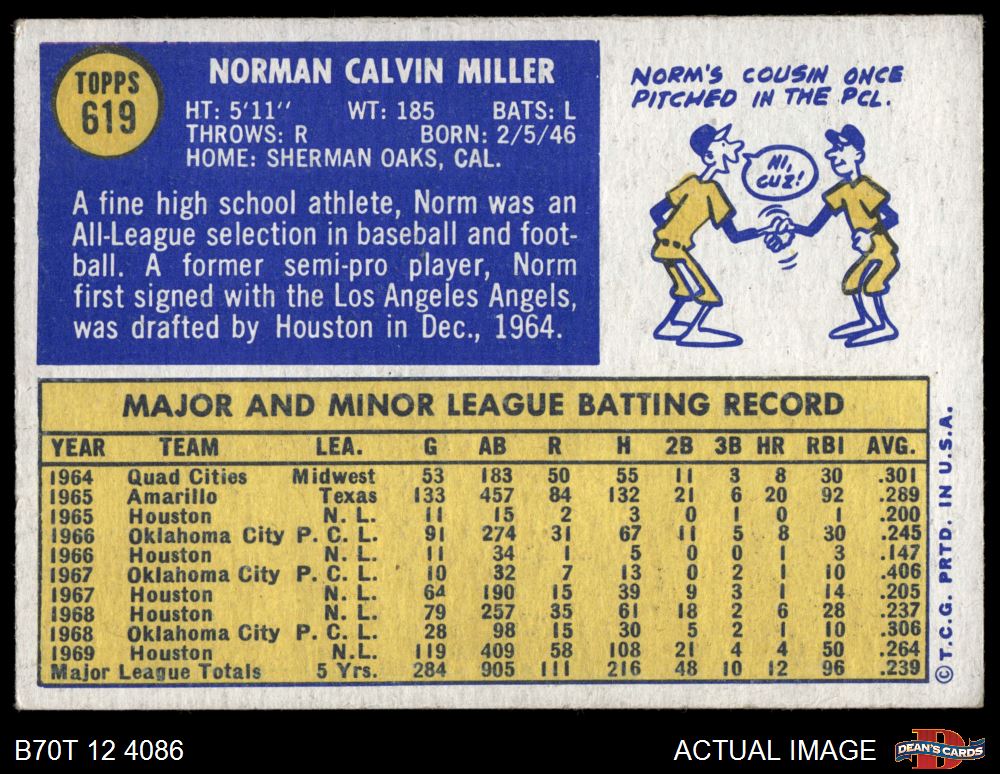 TOPPS
619
NORMAN CALVIN MILLER
HT: 5'11'' WT: 185 BATS: L
THROWS: R BORN: 2/5/46
HOME: SHERMAN OAKS, CAL.
A fine high school athlete, Norm was an
All-League selection in baseball and foot-
ball. A former semi-pro player, Norm
first signed with the Los Angeles Angels,
was drafted by Houston in Dec., 1964.
NORM'S COUSIN ONCE
PITCHED IN THE PCL.
HI,
CUZ!
MAJOR AND MINOR LEAGUE BATTING RECORD
YEAR TEAM LEA. G AB R H 2B 3B HR RBI AVG.
1964 Quad Cities Midwest 53 183 50 55 11 3 8 30 .301
1965 Amarillo Texas 133 457 84 132 21 6 20 92 .289
1965 Houston N. L. 11 15 2 3 0 1 0 1 .200
1966 Oklahoma City P. C. L. 91 274 31 67 11 5 8 30 .245
1966 Houston N. L. 11 34 1 5 0 0 1 3 .147
1967 Oklahoma City P. C. L. 10 32 7 13 0 2 1 10 .406
1967 Houston N. L. 64 190 15 39 9 3 1 14 .205
1968 Houston N. L. 79 257 35 61 18 2 6 28 .237
1968 Oklahoma City P. C. L. 28 98 15 30 5 2 1 10 .306
1969 Houston N.L. 119 409 58 108 21 4 4 50 .264
Major League Totals 5 Yrs. 284 905 111 216 48 10 12 96 .239
© T.C.G. PRTD. IN U.S.A.
B70T 12 4086
ACTUAL IMAGE
D
DEAN'S CARDS